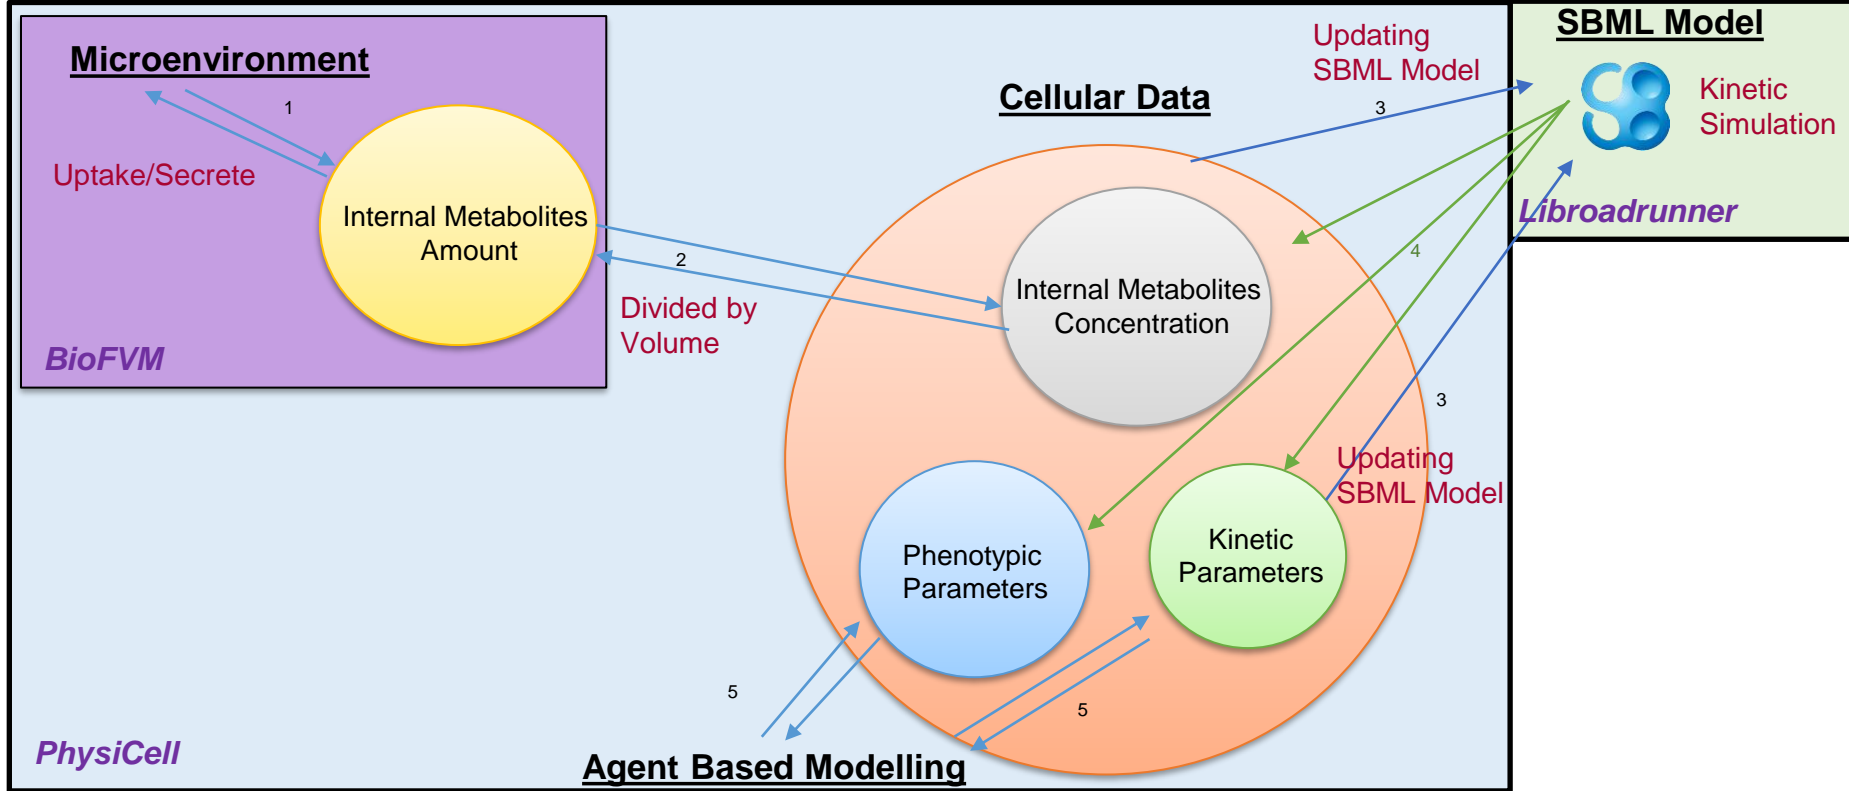 Microenvironment
1
Uptake/Secrete
Internal Metabolites
Amount
BioFVM
2
Divided by
Volume
Cellular Data
Updating
SBML Model
3
SBML Model
Kinetic
Simulation
Libroadrunner
4
Internal Metabolites
Concentration
3
Updating
SBML Model
Phenotypic
Parameters
Kinetic
Parameters
5
5
Agent Based Modelling
PhysiCell